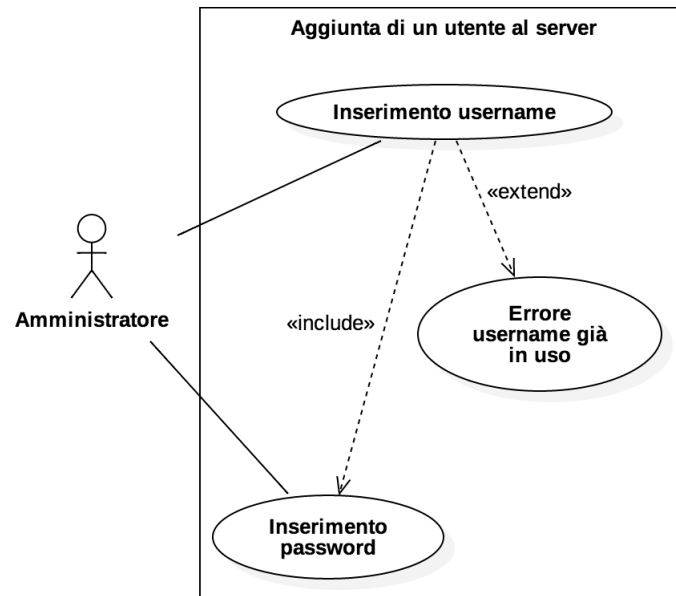 Aggiunta di un utente al server
Inserimento username
«extend»
Errore
username già
in uso
«include»
Amministratore
Inserimento
password